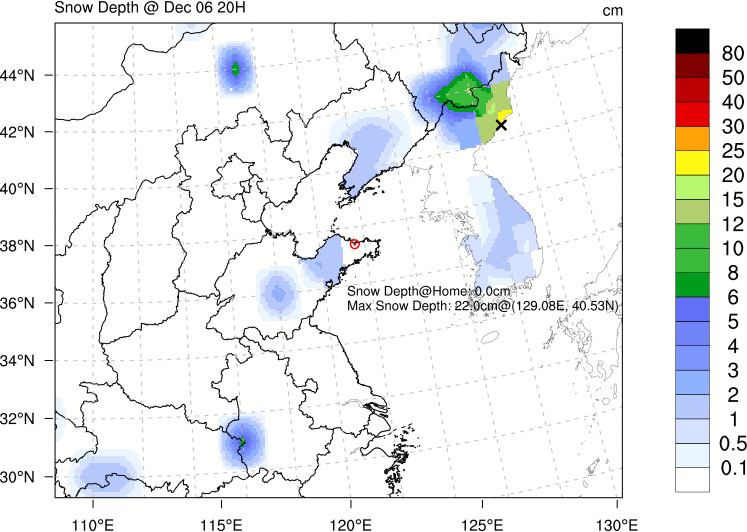 Snow Depth @ Dec 06 20H
cm
44°N
42°N
40°N
38°N
36°N
34°N
32°N
30°N
Snow Depth@Home: 0.0cm
Max Snow Depth: 22.0cm@(129.08E, 40.53N)
110°E
115°E
120°E
125°E
130°E
80
50
40
30
25
20
15
12
10
8
6
5
4
3
2
1
0.5
0.1